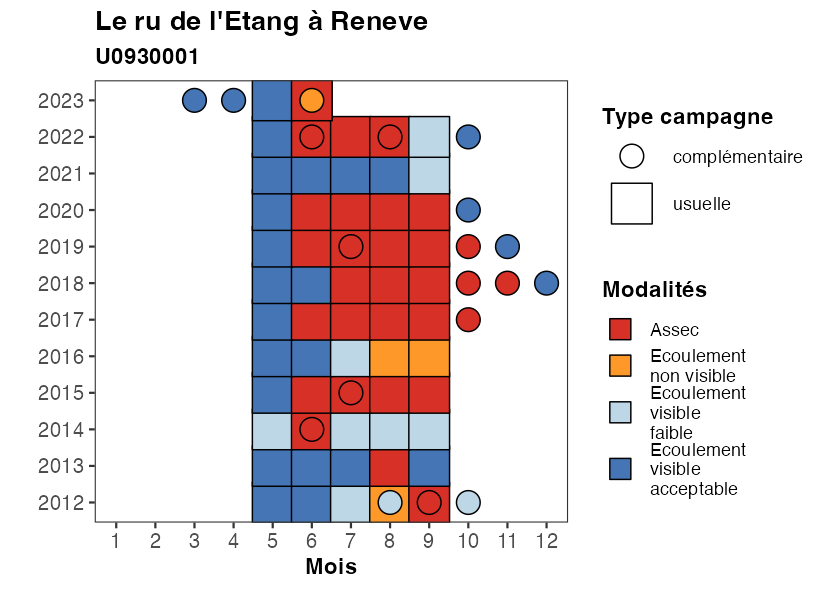 Le ru de l'Etang à Reneve
U0930001
2023
2022
2021
2020
2019
2018
2017
2016
2015
2014
2013
2012
1 2 3 4 5 6 7 8 9 10 11 12
Mois
Type campagne
complémentaire
usuelle
Modalités
Assec
Ecoulement
non visible
Ecoulement
visible
faible
Ecoulement
visible
acceptable